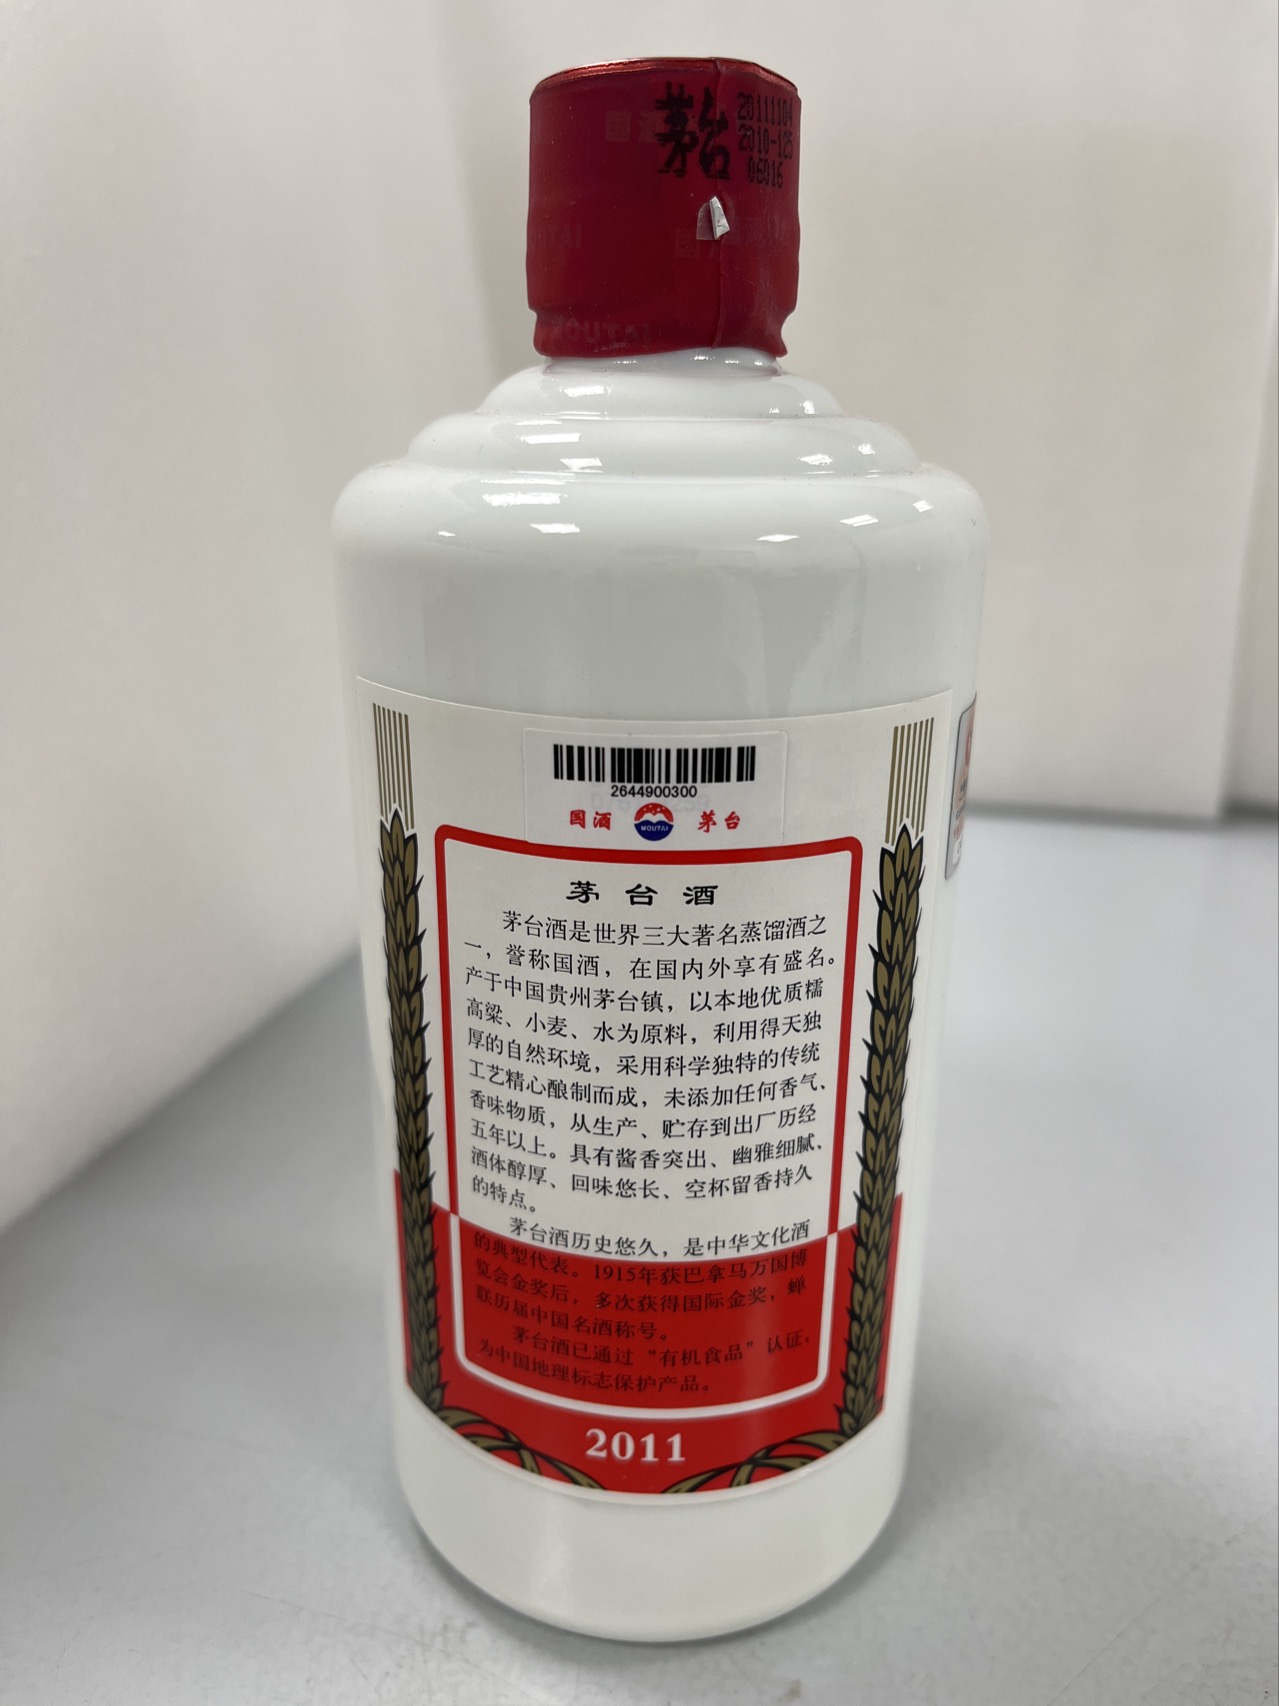 茅台
20111104
2010-125
06016
国酒
MOUTAI
2644900300
国酒 MOUTAI 茅台
茅台酒
茅台酒是世界三大著名蒸馏酒之
一，誉称国酒，在国内外享有盛名。
产于中国贵州茅台镇，以本地优质糯
高粱、小麦、水为原料，利用得天独
厚的自然环境，采用科学独特的传统
工艺精心酿制而成，未添加任何香气、
香味物质，从生产、贮存到出厂历经
五年以上。具有酱香突出、幽雅细腻、
酒体醇厚、回味悠长、空杯留香持久
的特点。
茅台酒历史悠久，是中华文化酒
的典型代表。1915年获巴拿马万国博
览会金奖后，多次获得国际金奖，蝉
联历届中国名酒称号。
茅台酒已通过“有机食品”认证，
为中国地理标志保护产品。
2011